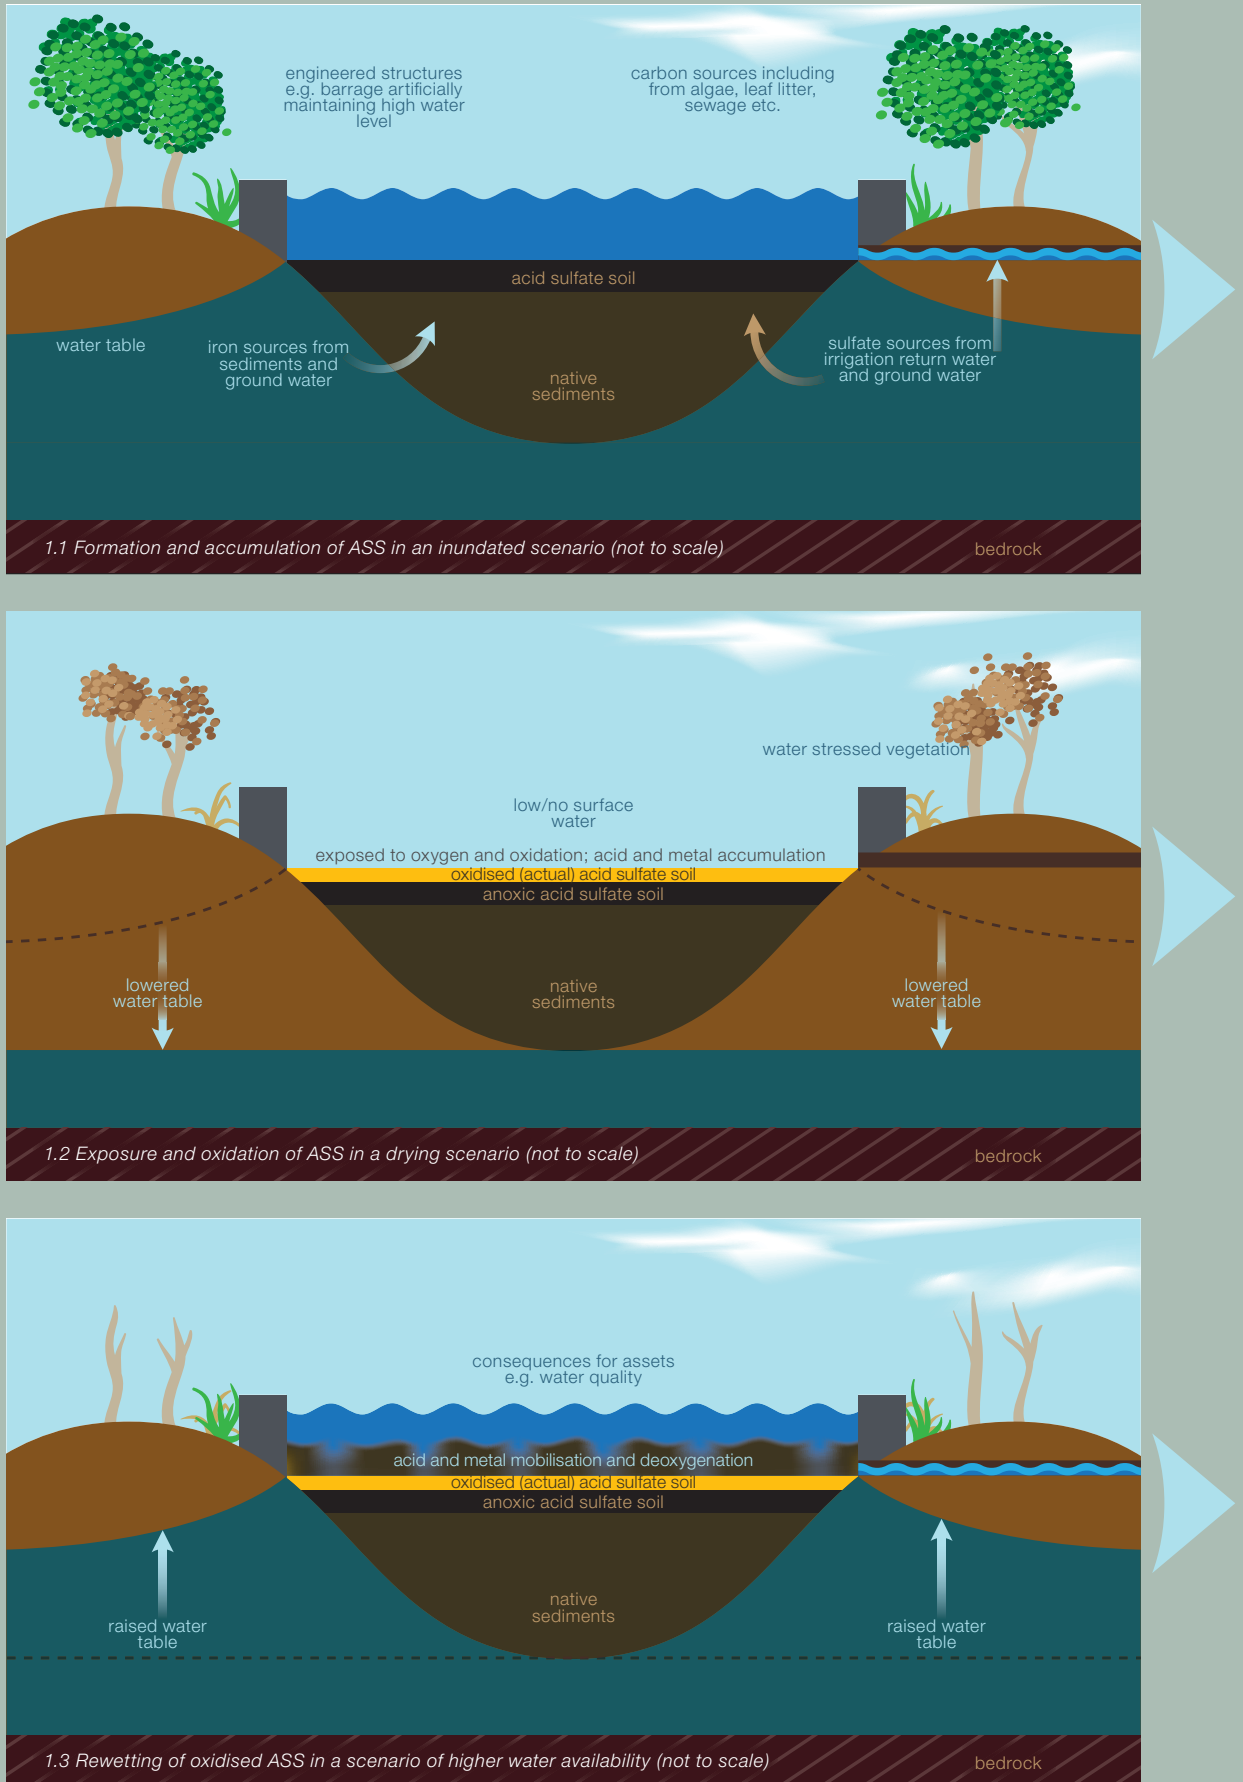 engineered structures
e.g. barrage artificially
maintaining high water
level
carbon sources including
from algae, leaf litter,
sewage etc.
acid sulfate soil
water table
iron sources from
sediments and
ground water
native
sediments
sulfate sources from
irrigation return water
and ground water
1.1 Formation and accumulation of ASS in an inundated scenario (not to scale)
bedrock
water stressed vegetation
low/no surface
water
exposed to oxygen and oxidation; acid and metal accumulation
oxidised (actual) acid sulfate soil
anoxic acid sulfate soil
lowered
water table
native
sediments
lowered
water table
1.2 Exposure and oxidation of ASS in a drying scenario (not to scale)
bedrock
consequences for assets
e.g. water quality
acid and metal mobilisation and deoxygenation
oxidised (actual) acid sulfate soil
anoxic acid sulfate soil
native
sediments
raised water
table
raised water
table
1.3 Rewetting of oxidised ASS in a scenario of higher water availability (not to scale)
bedrock